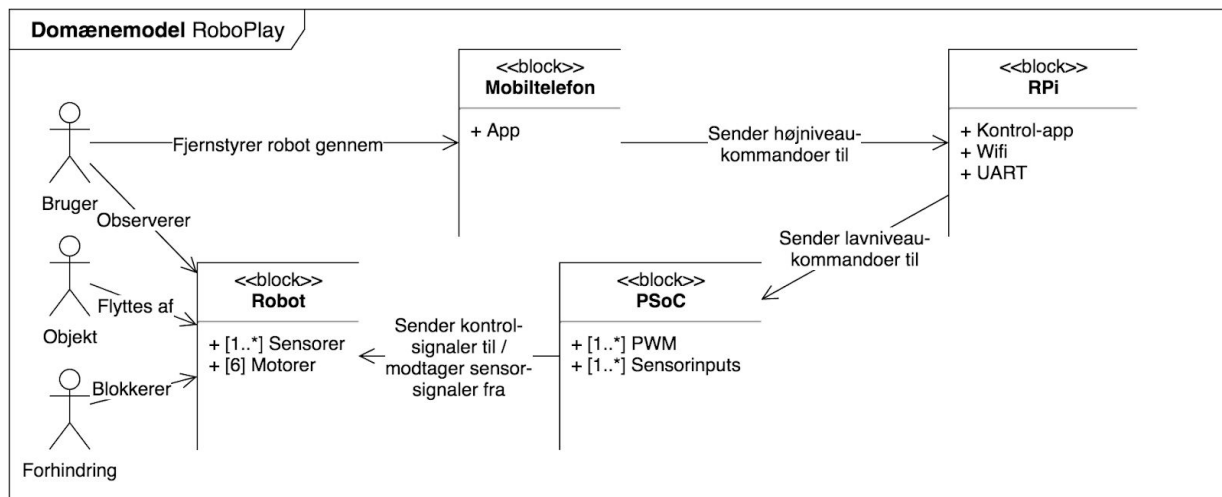 Domænemodel RoboPlay
<<block>>
Mobiltelefon
+ App
<<block>>
RPi
+ Kontrol-app
+ Wifi
+ UART
Fjernstyrer robot gennem
Sender højniveau-
kommandoer til
Bruger
Observerer
Sender lavniveau-
kommandoer til
Objekt
Flyttes af
<<block>>
Robot
+ [1..*] Sensorer
+ [6] Motorer
Sender kontrol-
signaler til /
modtager sensor-
signaler fra
<<block>>
PSoC
+ [1..*] PWM
+ [1..*] Sensorinputs
Blokkerer
Forhindring